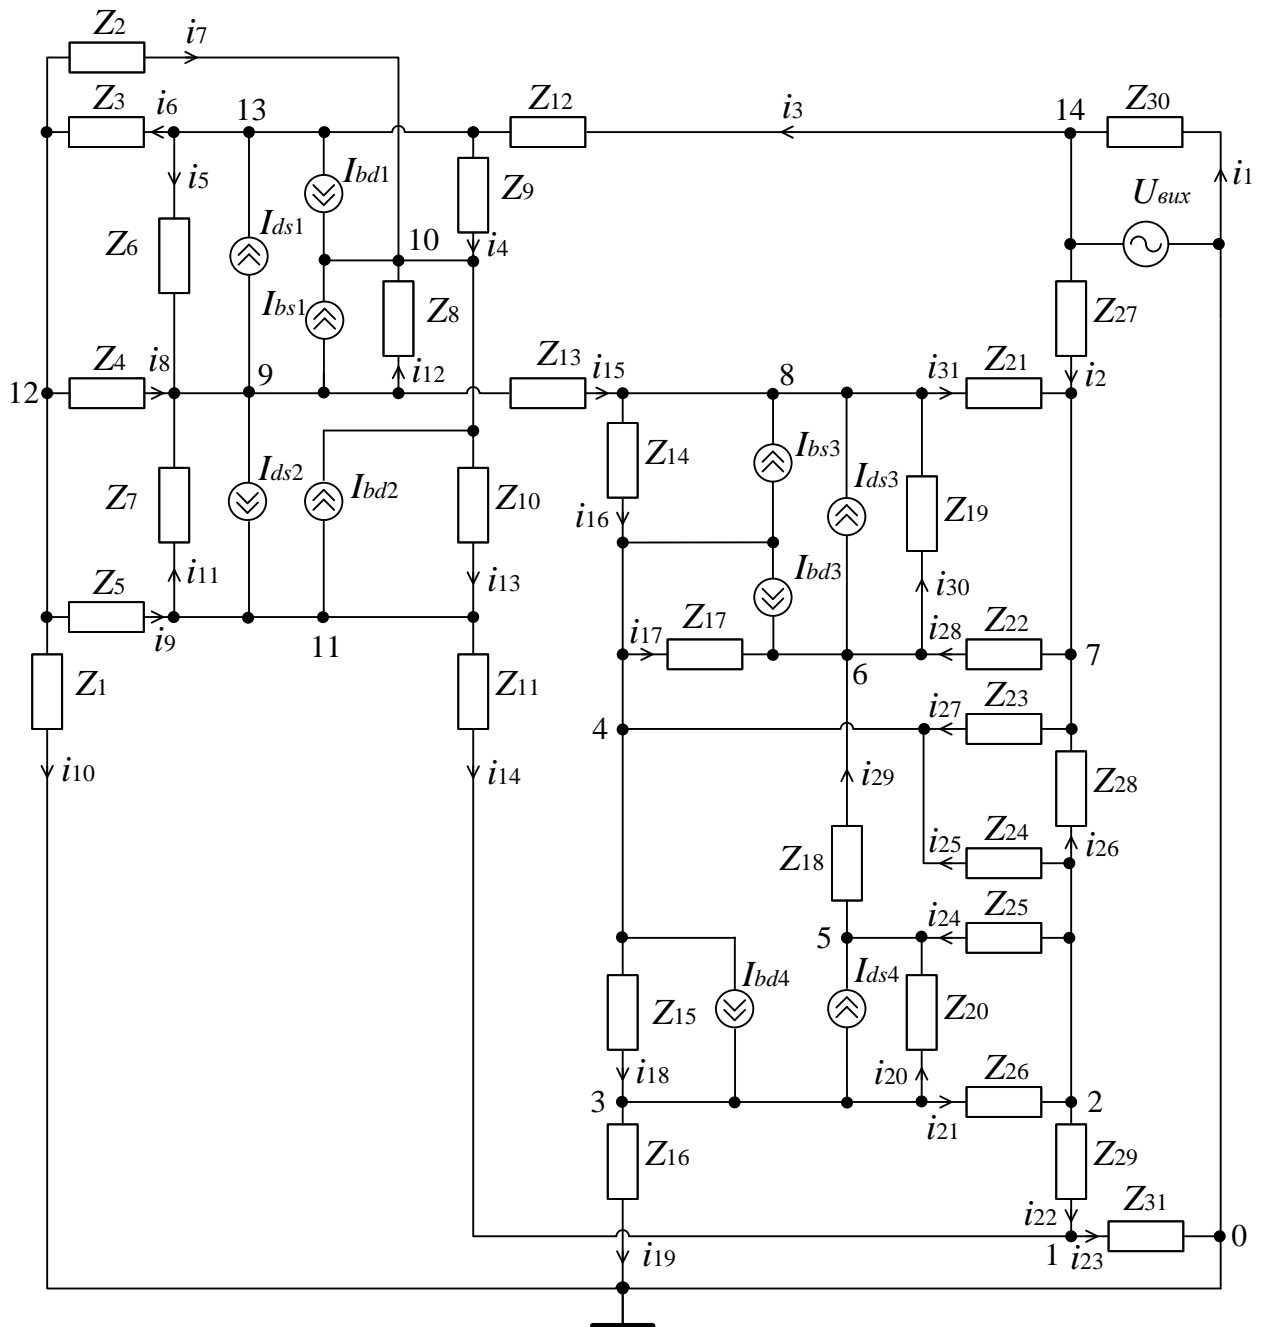 Z2 i7
Z3 i6 13 Z12 i3 14 Z30
i5 Ibd1 Z9 Uвих i1
Z6 Ids1 10 i4
Ibs1 Z8 Z27
12 Z4 i8 9 i12 Z13 i15 8 i31 Z21 i2
Z7 Ids2 Ibd2 Z10 Z14 Ibs3 Ids3 Z19
i16
Z5 i11 i13 Ibd3 i30
i9 11 i17 Z17 i28 Z22 7
Z1 Z11 6
4 i27 Z23
i10 i14 i29 Z28
Z18 i25 Z24 i26
5 i24 Z25
Ibd4 Ids4
Z15 Z20
i18 i20 Z26
3 i21 2
Z16 Z29
i22 Z31
i19 1 i23 0